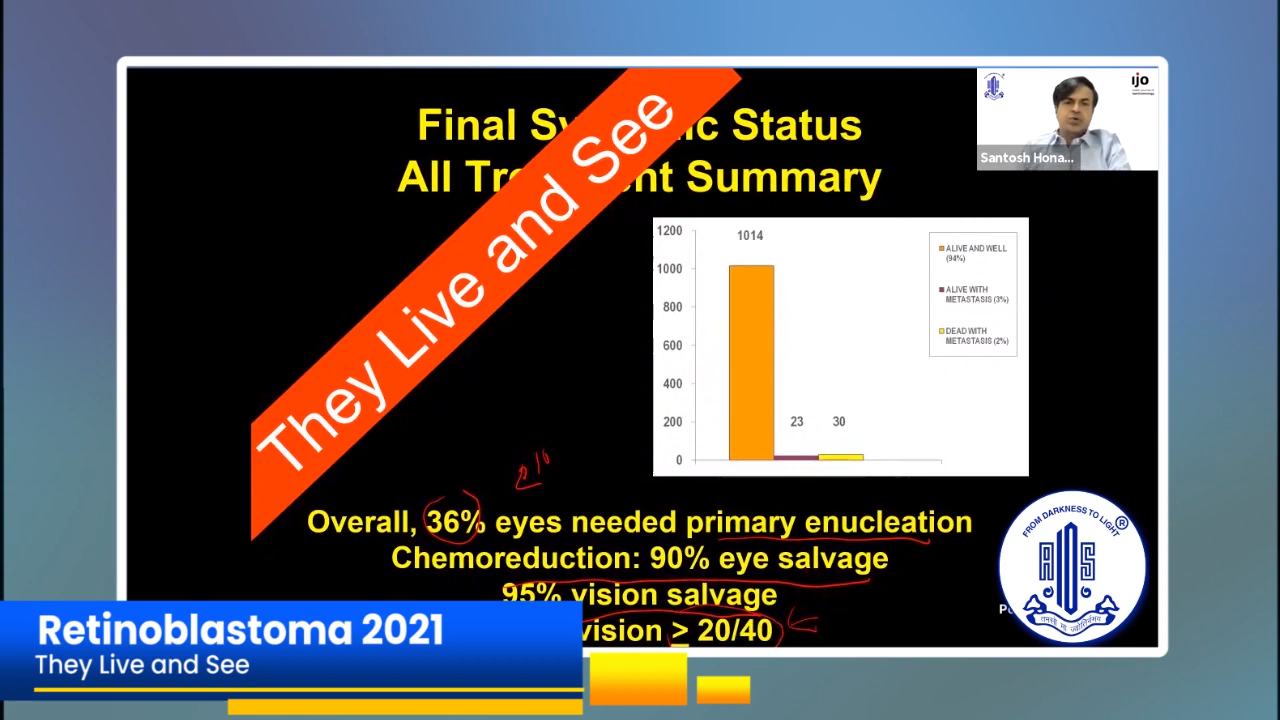 Final Sy ic Status
All Tre ent Summary
They Live and See
ijo
Santosh Hona...
1200
1000
800
600
400
200
0
1014
23
30
ALIVE AND WELL
(94%)
ALIVE WITH
METASTASIS (3%)
DEAD WITH
METASTASIS (2%)
Overall, 36% eyes needed primary enucleation
Chemoreduction: 90% eye salvage
95% vision salvage
vision ≥ 20/40
FROM DARKNESS TO LIGHT
®
AIOS
Retinoblastoma 2021
They Live and See